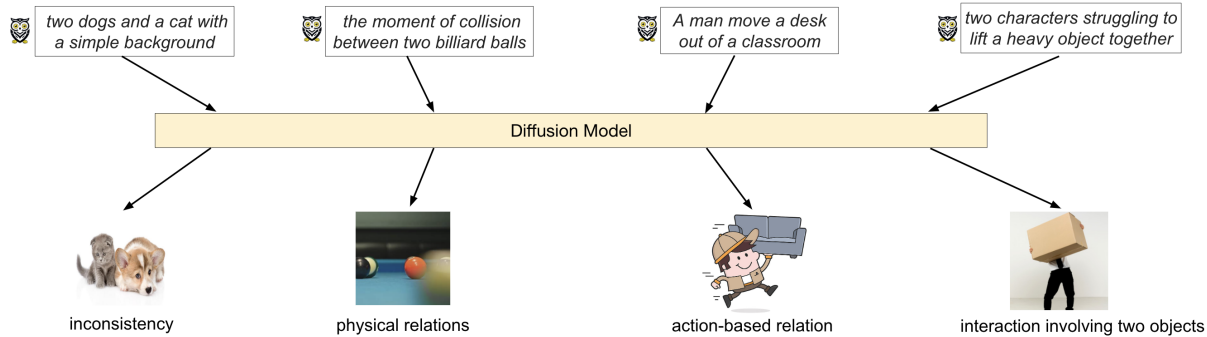 two dogs and a cat with
a simple background
the moment of collision
between two billiard balls
A man move a desk
out of a classroom
two characters struggling to
lift a heavy object together
Diffusion Model
inconsistency
physical relations
action-based relation
interaction involving two objects